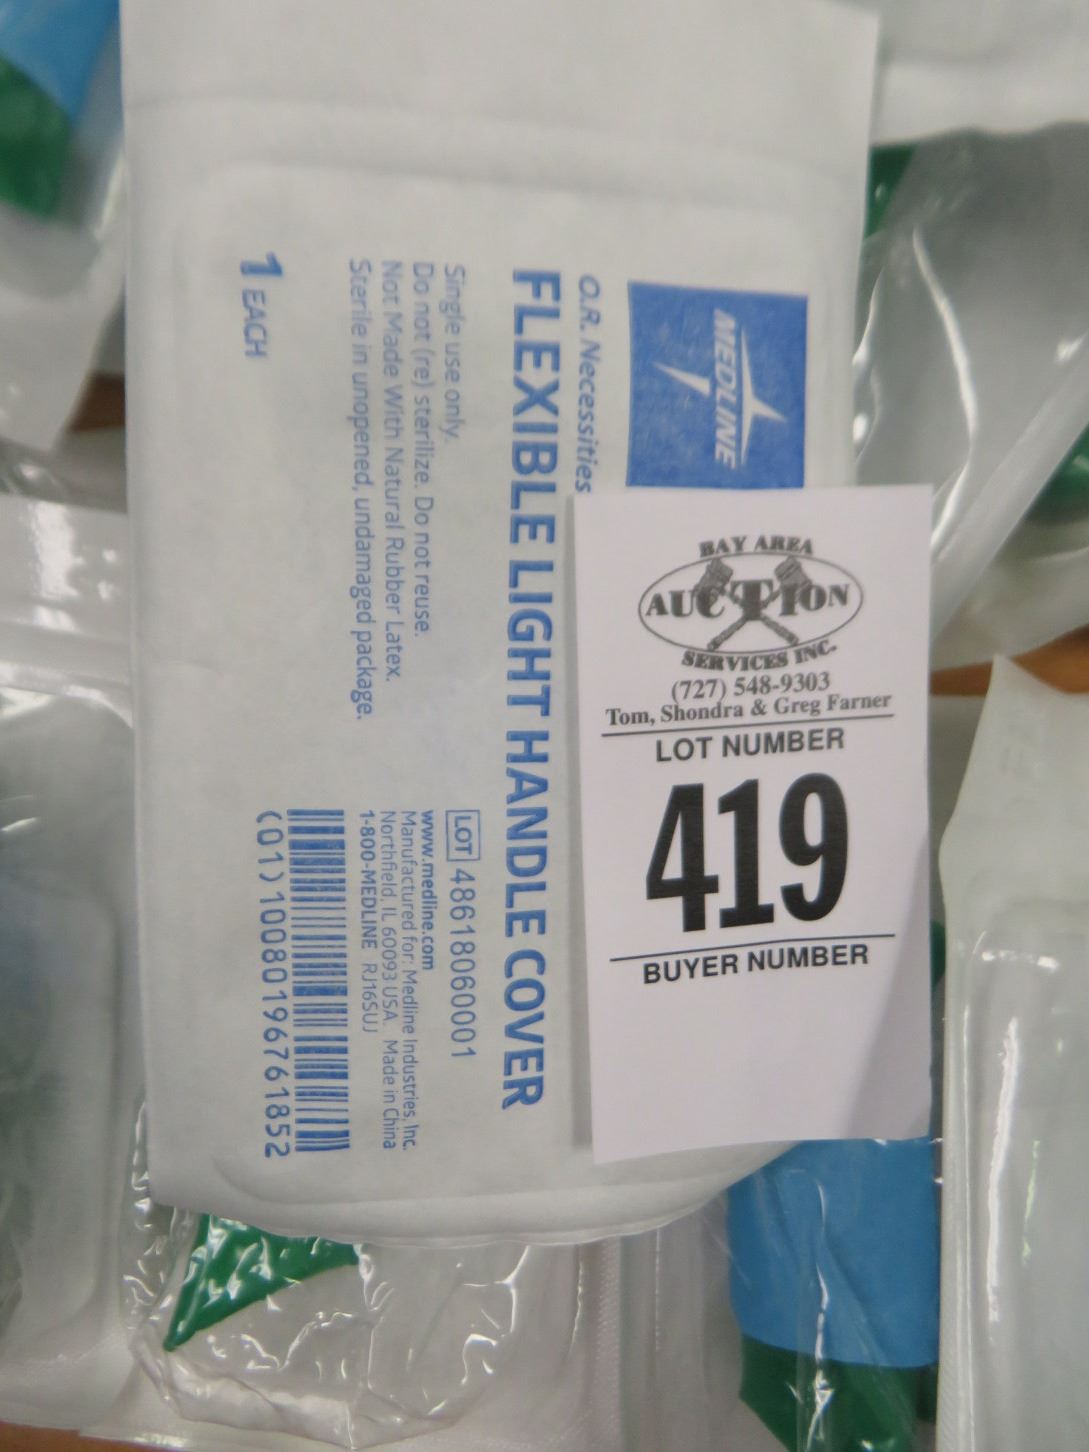 MEDLINE
O.R. Necessities
FLEXIBLE LIGHT HANDLE COVER
Single use only.
Do not (re) sterilize. Do not reuse.
Not Made With Natural Rubber Latex.
Sterile in unopened, undamaged package.
1 EACH
LOT 48618060001
www.medline.com
Manufactured for: Medline Industries, Inc.
Northfield, IL 60093 USA. Made in China
1-800-MEDLINE RJ16SUJ
(01)10080196761852
BAY AREA
AUCTION
SERVICES INC.
(727) 548-9303
Tom, Shondra & Greg Farner
LOT NUMBER
419
BUYER NUMBER